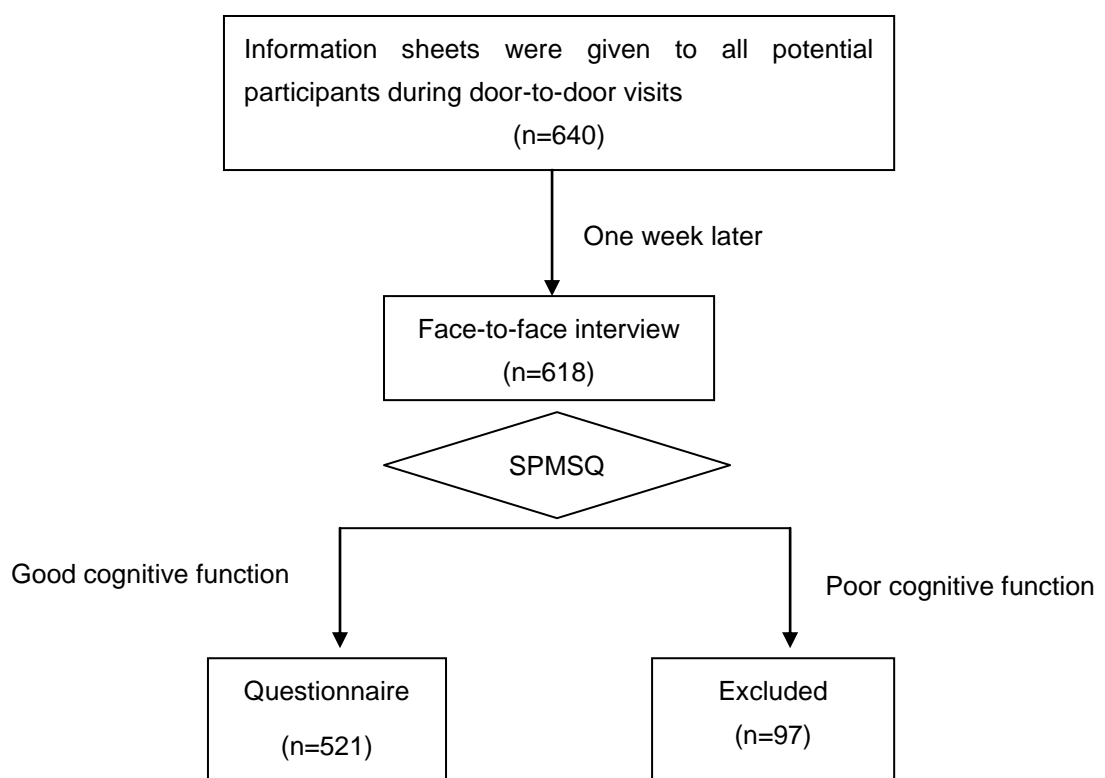 Information sheets were given to all potential
participants during door-to-door visits
(n=640)
One week later
Face-to-face interview
(n=618)
SPMSQ
Good cognitive function
Poor cognitive function
Questionnaire
(n=521)
Excluded
(n=97)